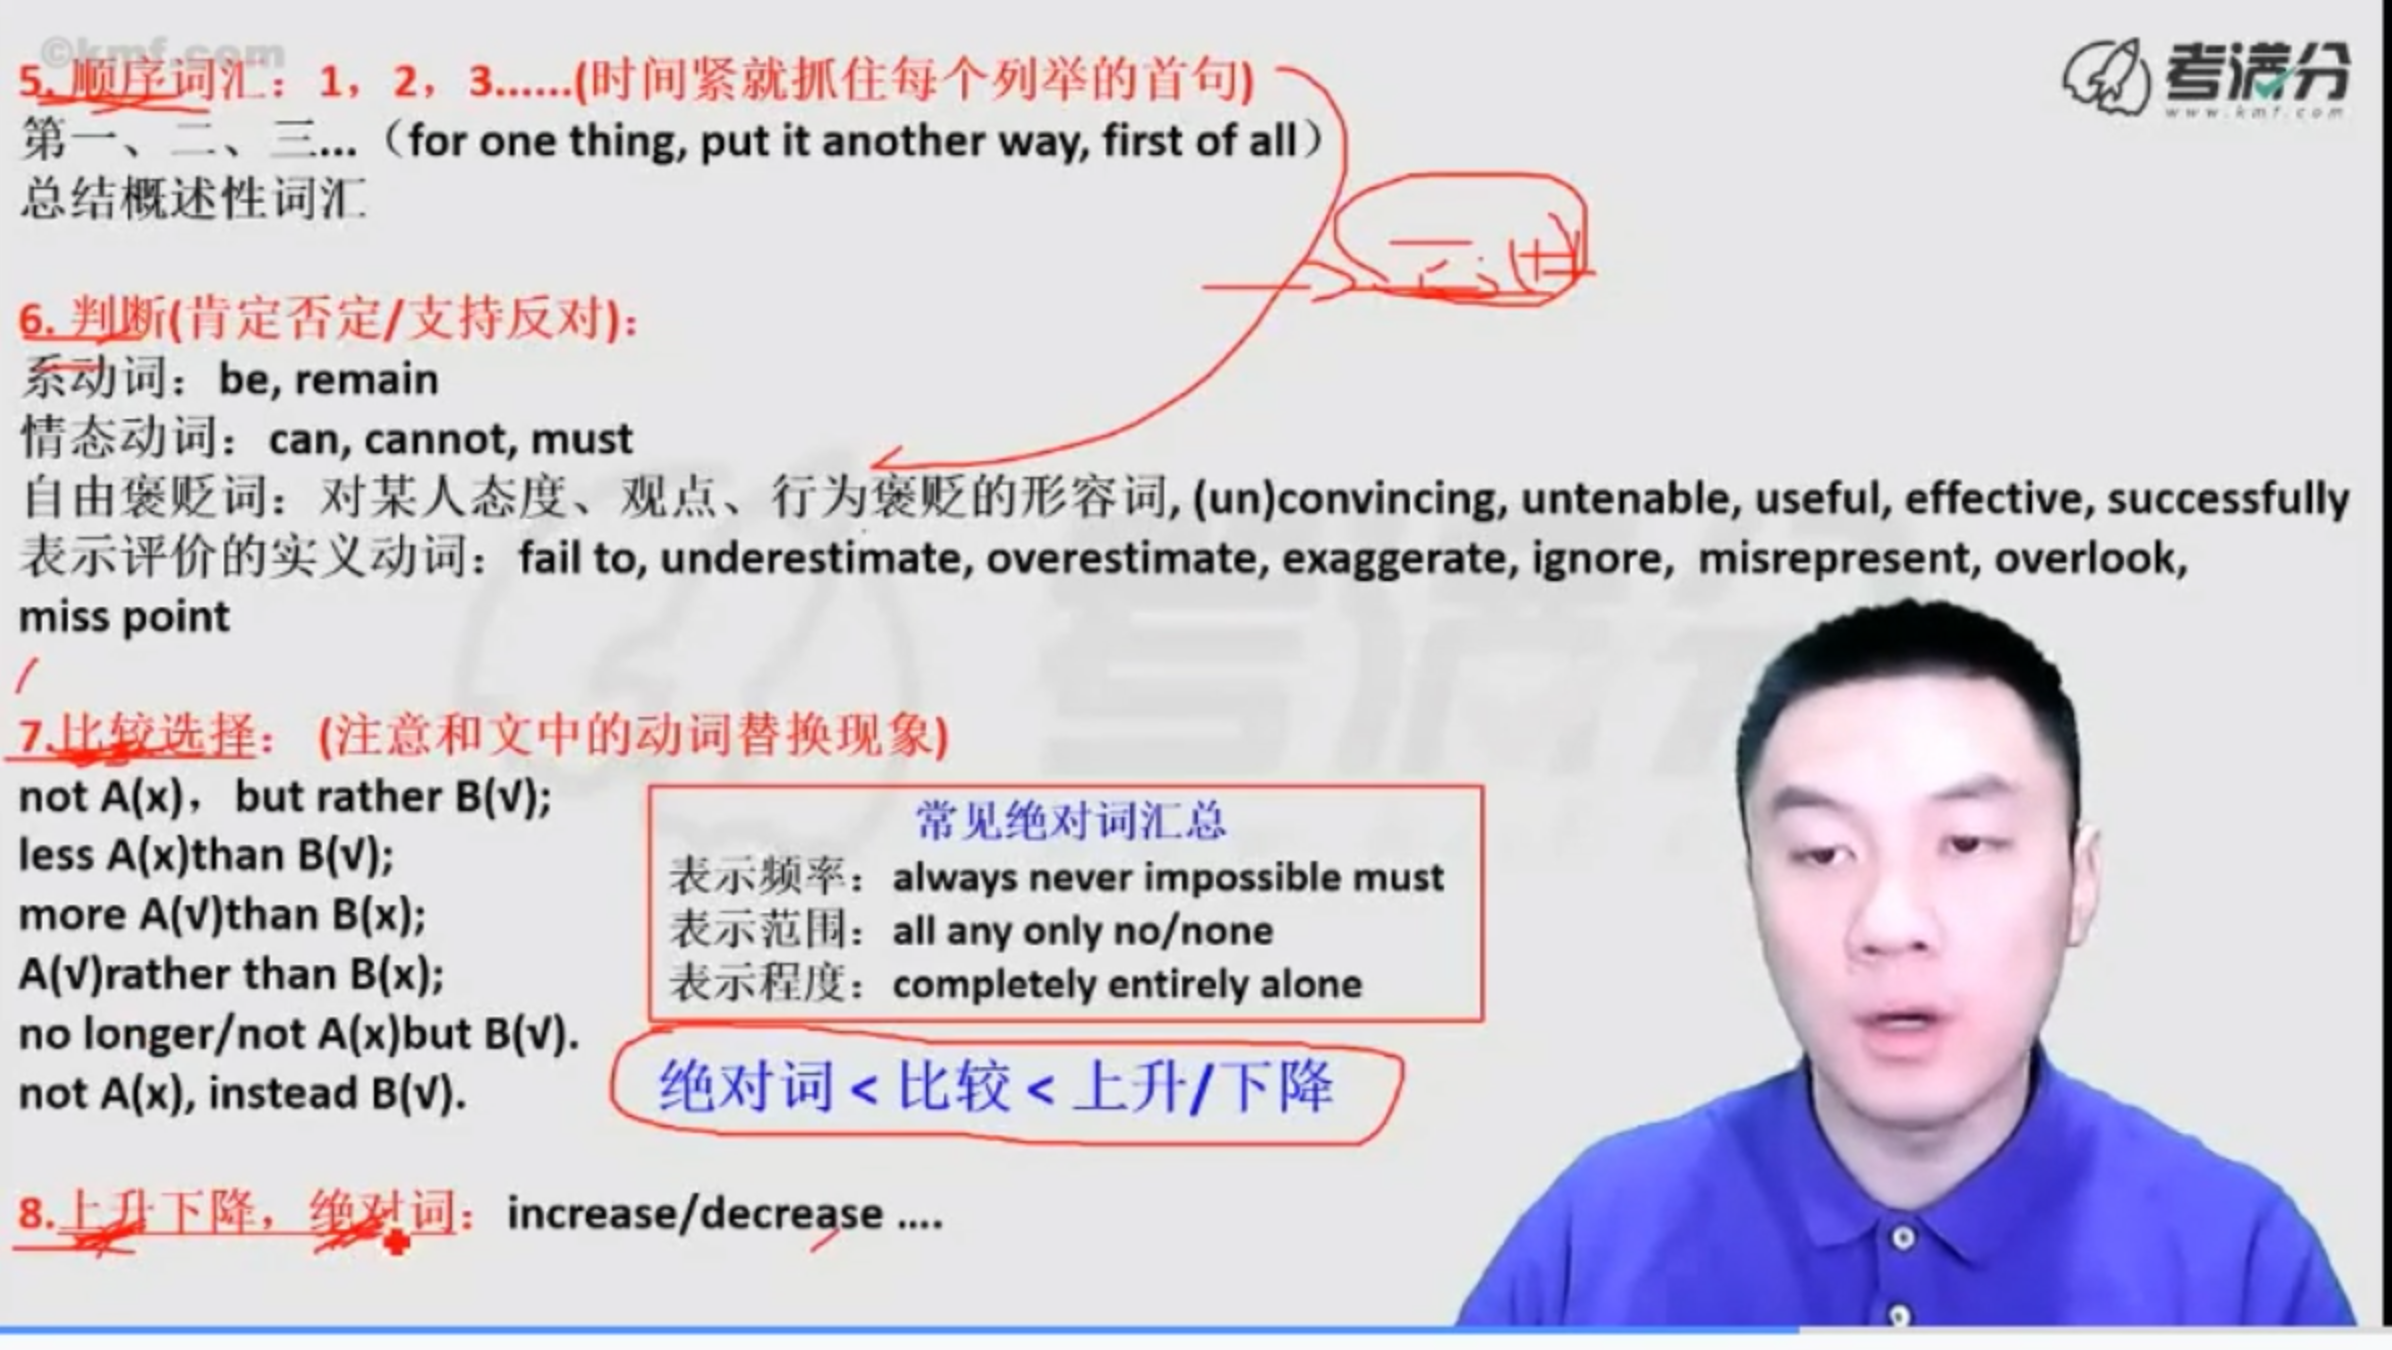 ©kmf.com
考满分
www.kmf.com
5. 顺序词汇：1，2，3......(时间紧就抓住每个列举的首句)
第一、二、三...（for one thing, put it another way, first of all）
总结概述性词汇
6. 判断(肯定否定/支持反对)：
系动词：be, remain
情态动词：can, cannot, must
自由褒贬词：对某人态度、观点、行为褒贬的形容词, (un)convincing, untenable, useful, effective, successfully
表示评价的实义动词：fail to, underestimate, overestimate, exaggerate, ignore, misrepresent, overlook,
miss point
7.比较选择：(注意和文中的动词替换现象)
not A(x)，but rather B(√);
less A(x)than B(√);
more A(√)than B(x);
A(√)rather than B(x);
no longer/not A(x)but B(√).
not A(x), instead B(√).
常见绝对词汇总
表示频率：always never impossible must
表示范围：all any only no/none
表示程度：completely entirely alone
绝对词 < 比较 < 上升/下降
8.上升下降，绝对词：increase/decrease ....